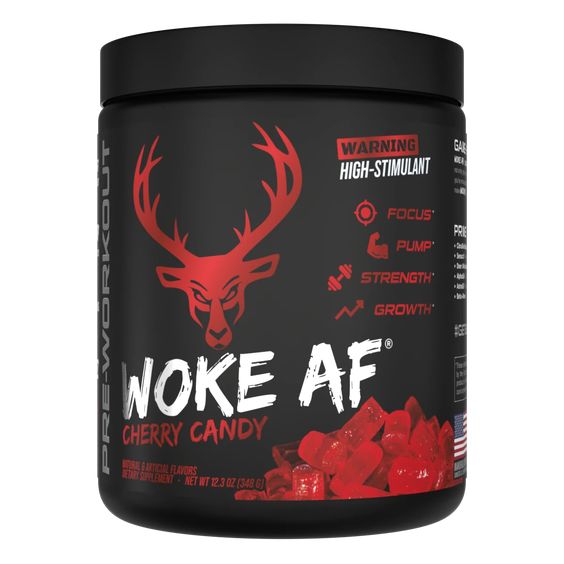 PRE-WORKOUT
WARNING
HIGH-STIMULANT
FOCUS*
PUMP*
STRENGTH*
GROWTH*
WOKE AF®
CHERRY CANDY
NATURAL & ARTICIAL FLAVORS
DIETARY SUPPLEMENT • NET WT 12.3 OZ (348 G)